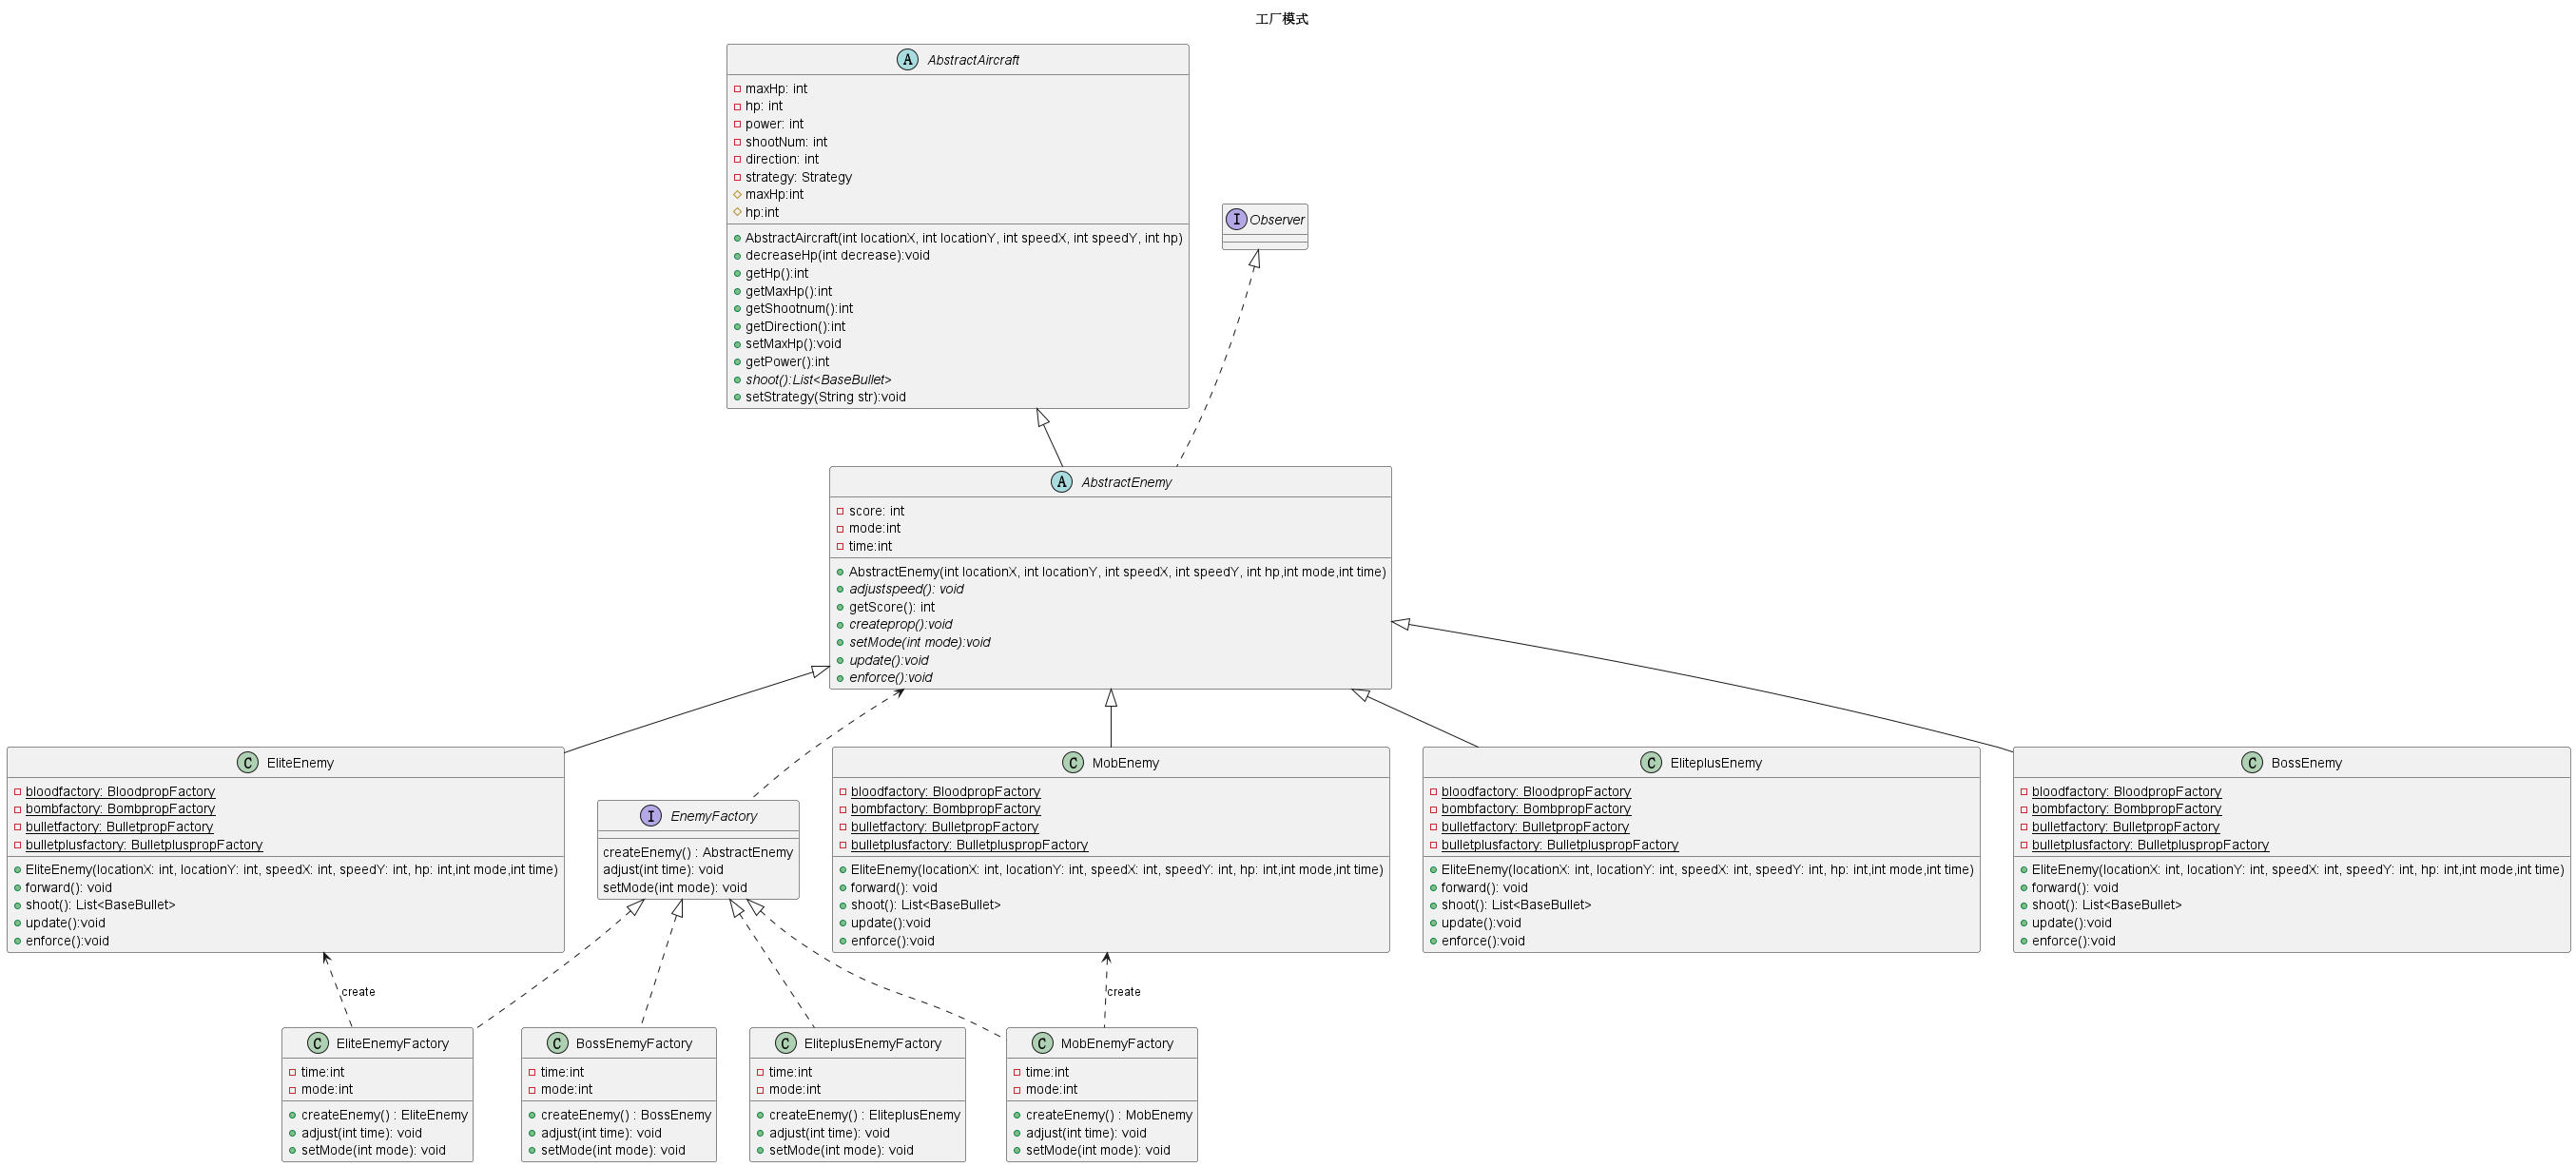 工厂模式
A AbstractAircraft
maxHp: int
hp: int
power: int
shootNum: int
direction: int
strategy: Strategy
maxHp:int
hp:int
AbstractAircraft(int locationX, int locationY, int speedX, int speedY, int hp)
decreaseHp(int decrease):void
getHp():int
getMaxHp():int
getShootnum():int
getDirection():int
setMaxHp():void
getPower():int
shoot():List<BaseBullet>
setStrategy(String str):void
I Observer
A AbstractEnemy
score: int
mode:int
time:int
AbstractEnemy(int locationX, int locationY, int speedX, int speedY, int hp,int mode,int time)
adjustspeed(): void
getScore(): int
createprop():void
setMode(int mode):void
update():void
enforce():void
C EliteEnemy
bloodfactory: BloodpropFactory
bombfactory: BombpropFactory
bulletfactory: BulletpropFactory
bulletplusfactory: BulletpluspropFactory
EliteEnemy(locationX: int, locationY: int, speedX: int, speedY: int, hp: int,int mode,int time)
forward(): void
shoot(): List<BaseBullet>
update():void
enforce():void
I EnemyFactory
createEnemy() : AbstractEnemy
adjust(int time): void
setMode(int mode): void
C MobEnemy
bloodfactory: BloodpropFactory
bombfactory: BombpropFactory
bulletfactory: BulletpropFactory
bulletplusfactory: BulletpluspropFactory
EliteEnemy(locationX: int, locationY: int, speedX: int, speedY: int, hp: int,int mode,int time)
forward(): void
shoot(): List<BaseBullet>
update():void
enforce():void
C EliteplusEnemy
bloodfactory: BloodpropFactory
bombfactory: BombpropFactory
bulletfactory: BulletpropFactory
bulletplusfactory: BulletpluspropFactory
EliteEnemy(locationX: int, locationY: int, speedX: int, speedY: int, hp: int,int mode,int time)
forward(): void
shoot(): List<BaseBullet>
update():void
enforce():void
C BossEnemy
bloodfactory: BloodpropFactory
bombfactory: BombpropFactory
bulletfactory: BulletpropFactory
bulletplusfactory: BulletpluspropFactory
EliteEnemy(locationX: int, locationY: int, speedX: int, speedY: int, hp: int,int mode,int time)
forward(): void
shoot(): List<BaseBullet>
update():void
enforce():void
create
create
C EliteEnemyFactory
time:int
mode:int
createEnemy() : EliteEnemy
adjust(int time): void
setMode(int mode): void
C BossEnemyFactory
time:int
mode:int
createEnemy() : BossEnemy
adjust(int time): void
setMode(int mode): void
C EliteplusEnemyFactory
time:int
mode:int
createEnemy() : EliteplusEnemy
adjust(int time): void
setMode(int mode): void
C MobEnemyFactory
time:int
mode:int
createEnemy() : MobEnemy
adjust(int time): void
setMode(int mode): void